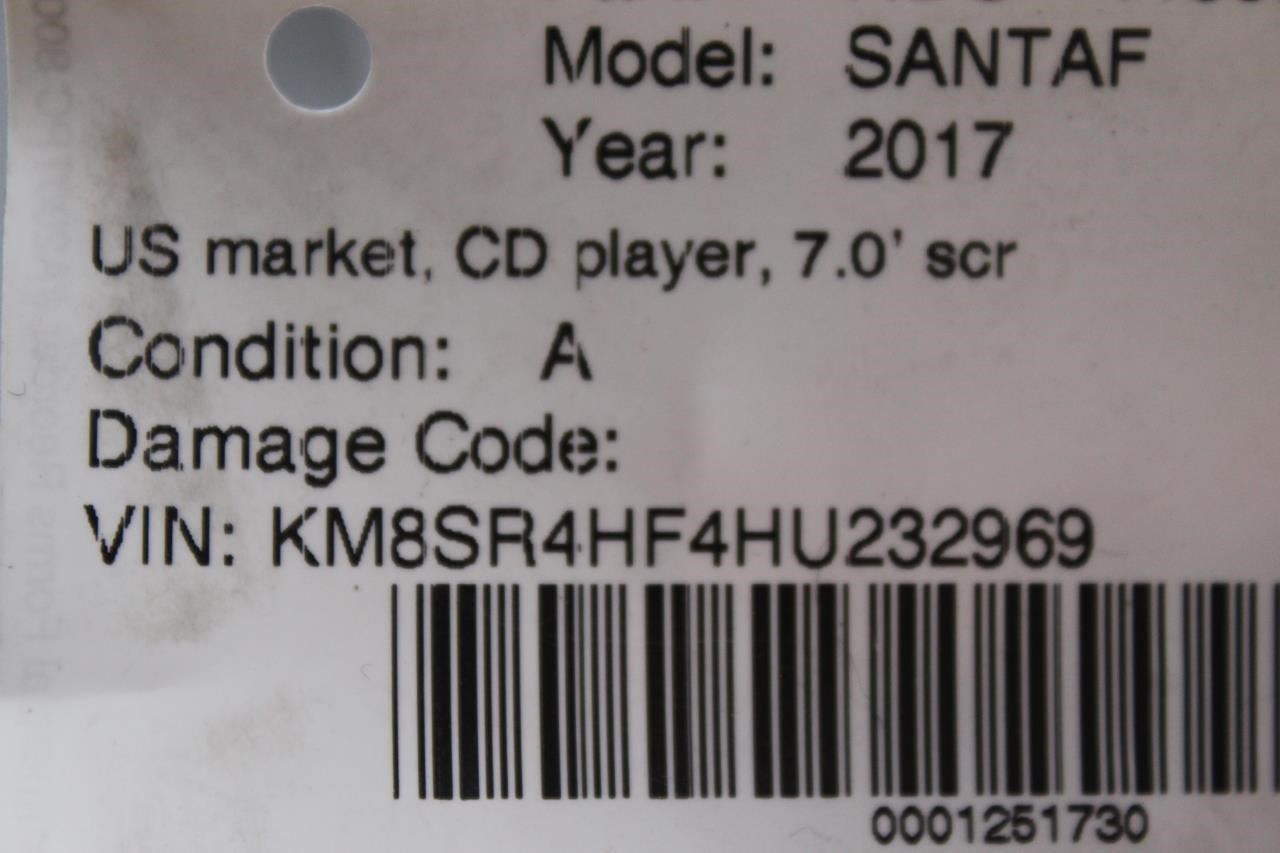 Model: SANTAF
Year: 2017
US market, CD player, 7.0' scr
Condition: A
Damage Code:
VIN: KM8SR4HF4HU232969
0001251730